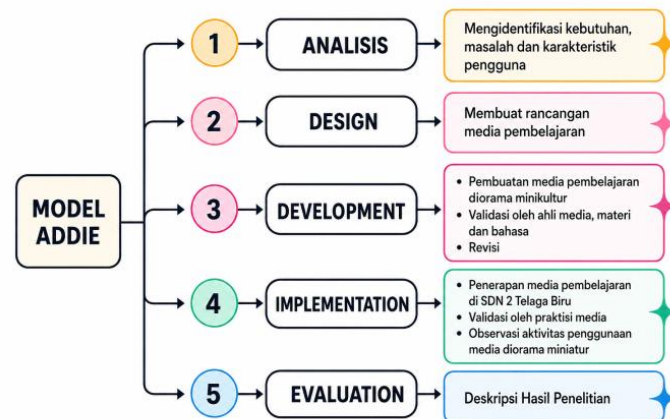 MODEL
ADDIE
1
ANALISIS
Mengidentifikasi kebutuhan,
masalah dan karakteristik
pengguna
2
DESIGN
Membuat rancangan
media pembelajaran
3
DEVELOPMENT
• Pembuatan media pembelajaran
diorama minikultur
• Validasi oleh ahli media, materi
dan bahasa
• Revisi
4
IMPLEMENTATION
• Penerapan media pembelajaran
di SDN 2 Telaga Biru
• Validasi oleh praktisi media
• Observasi aktivitas penggunaan
media diorama miniatur
5
EVALUATION
Deskripsi Hasil Penelitian